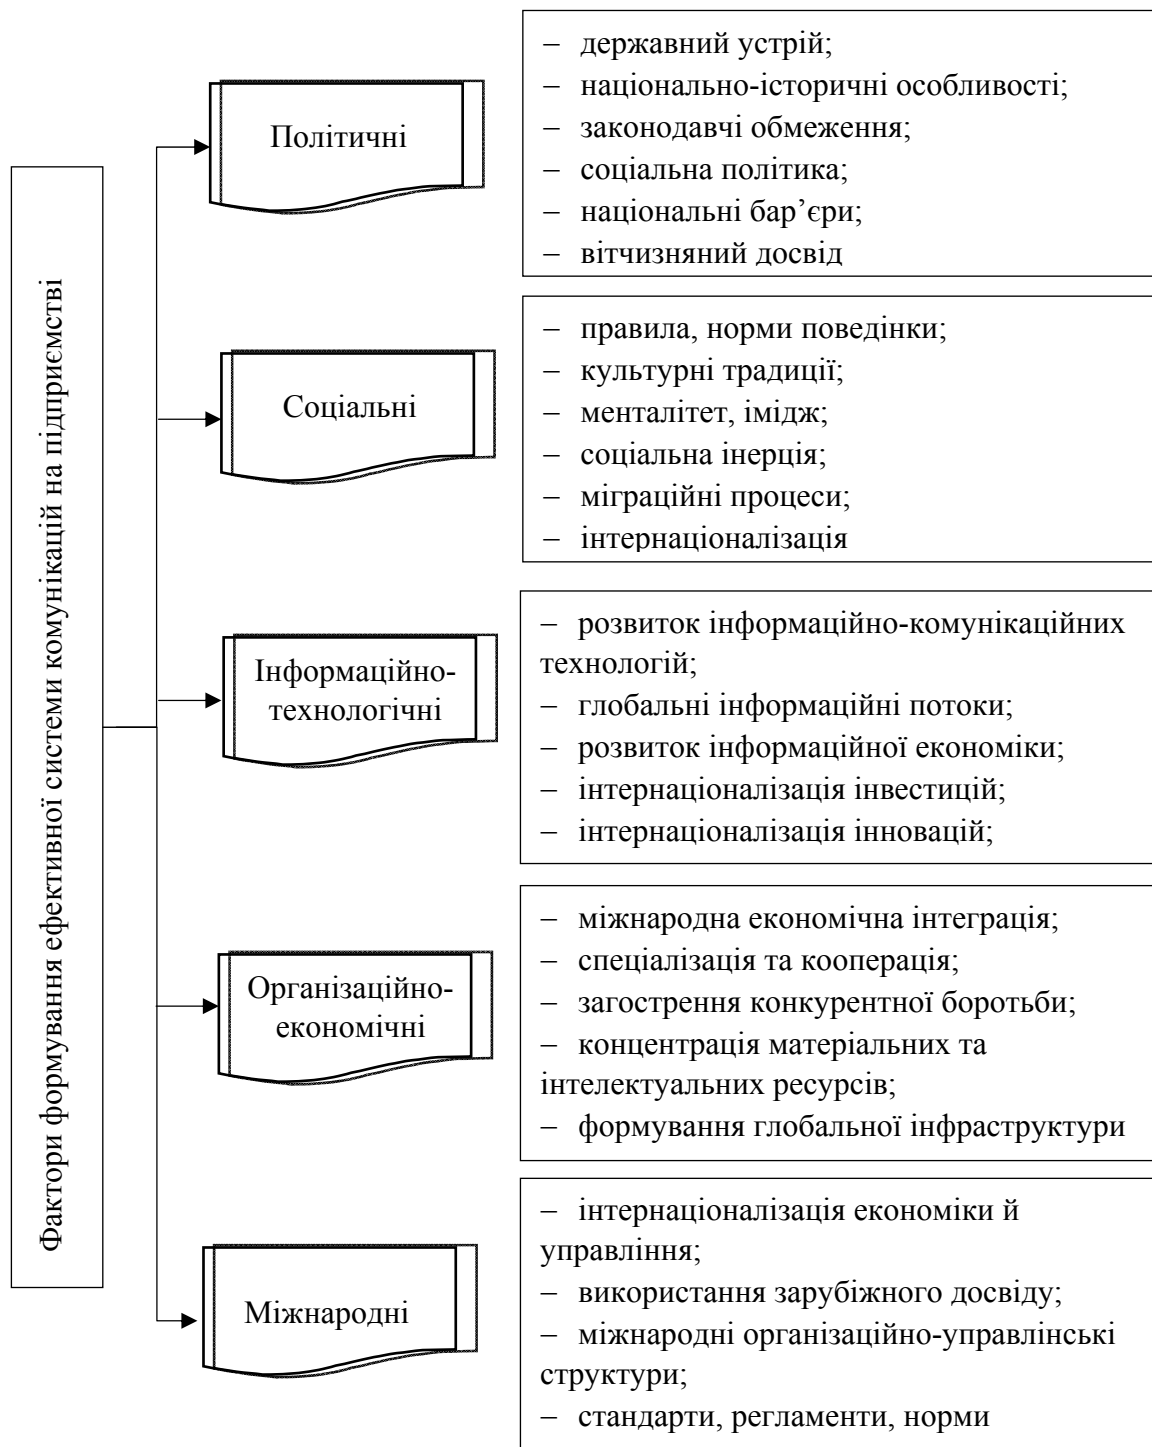 Фактори формування ефективної системи комунікацій на підприємстві
Політичні
– державний устрій;
– національно-історичні особливості;
– законодавчі обмеження;
– соціальна політика;
– національні бар’єри;
– вітчизняний досвід
Соціальні
– правила, норми поведінки;
– культурні традиції;
– менталітет, імідж;
– соціальна інерція;
– міграційні процеси;
– інтернаціоналізація
Інформаційно-
технологічні
– розвиток інформаційно-комунікаційних
технологій;
– глобальні інформаційні потоки;
– розвиток інформаційної економіки;
– інтернаціоналізація інвестицій;
– інтернаціоналізація інновацій;
Організаційно-
економічні
– міжнародна економічна інтеграція;
– спеціалізація та кооперація;
– загострення конкурентної боротьби;
– концентрація матеріальних та
інтелектуальних ресурсів;
– формування глобальної інфраструктури
Міжнародні
– інтернаціоналізація економіки й
управління;
– використання зарубіжного досвіду;
– міжнародні організаційно-управлінські
структури;
– стандарти, регламенти, норми